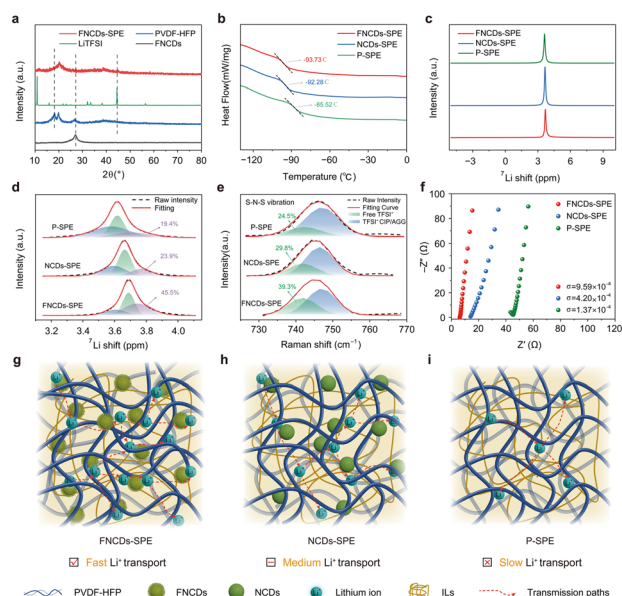 a
FNCDs-SPE PVDF-HFP
LiTFSI FNCDs
Intensity (a.u.)
10 20 30 40 50 60 70 80
2θ(°)
b
FNCDs-SPE
NCDs-SPE
P-SPE
-93.73 °C
-92.28 °C
-85.52 °C
Heat Flow(mW/mg)
-120 -90 -60 -30 0
Temperature (°C)
c
FNCDs-SPE
NCDs-SPE
P-SPE
Intensity (a.u.)
-10 -5 0 5 10
⁷Li shift (ppm)
d
Raw intensity
Fitting
P-SPE
19.4%
NCDs-SPE
23.9%
FNCDs-SPE
45.5%
Intensity (a.u.)
3.2 3.4 3.6 3.8 4.0
⁷Li shift (ppm)
e
S-N-S vibration
Raw Intensity
Fitting Curve
Free TFSI⁻
TFSI⁻ CIP/AGG
24.5%
P-SPE
29.8%
NCDs-SPE
39.3%
FNCDs-SPE
Intensity(a.u.)
730 740 750 760 770
Raman shift (cm⁻¹)
f
FNCDs-SPE
NCDs-SPE
P-SPE
σ=9.59×10⁻⁴
σ=4.20×10⁻⁴
σ=1.37×10⁻⁴
-Z" (Ω)
0 10 20 30 40 50 60 70 80 90
0 20 40 60 80 100 120
Z' (Ω)
g
FNCDs-SPE
Fast Li⁺ transport
h
NCDs-SPE
Medium Li⁺ transport
i
P-SPE
Slow Li⁺ transport
PVDF-HFP FNCDs NCDs Lithium ion ILs Transmission paths